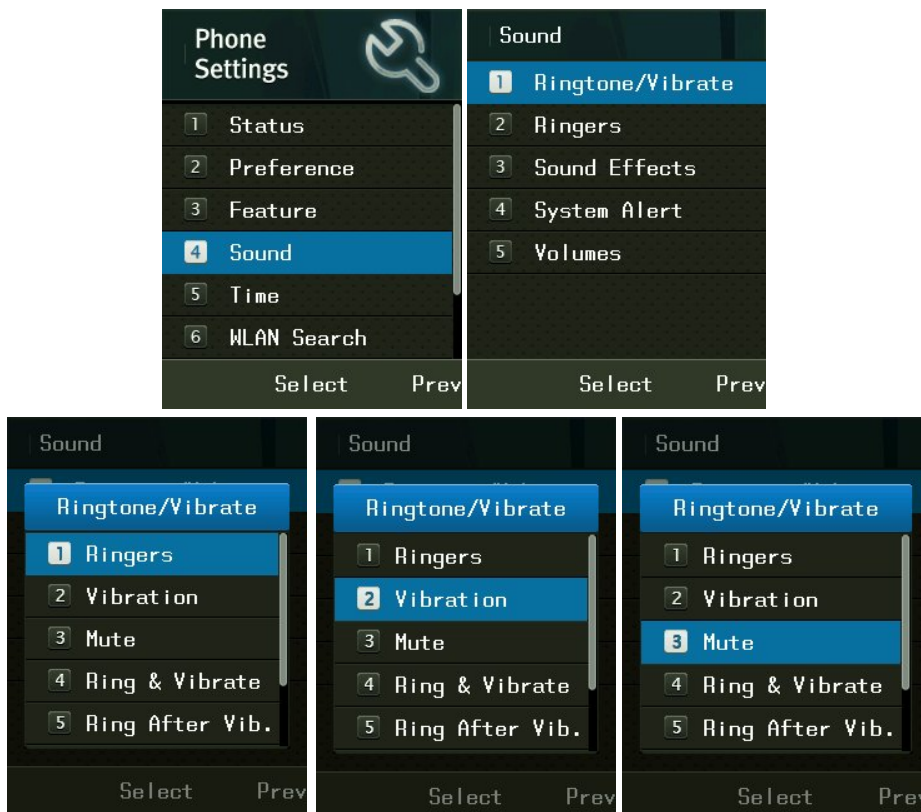 Phone
Settings
1 Status
2 Preference
3 Feature
4 Sound
5 Time
6 WLAN Search
Select Prev
Sound
1 Ringtone/Vibrate
2 Ringers
3 Sound Effects
4 System Alert
5 Volumes
Select Prev
Sound
Ringtone/Vibrate
1 Ringers
2 Vibration
3 Mute
4 Ring & Vibrate
5 Ring After Vib.
Select Prev
Sound
Ringtone/Vibrate
1 Ringers
2 Vibration
3 Mute
4 Ring & Vibrate
5 Ring After Vib.
Select Prev
Sound
Ringtone/Vibrate
1 Ringers
2 Vibration
3 Mute
4 Ring & Vibrate
5 Ring After Vib.
Select Prev